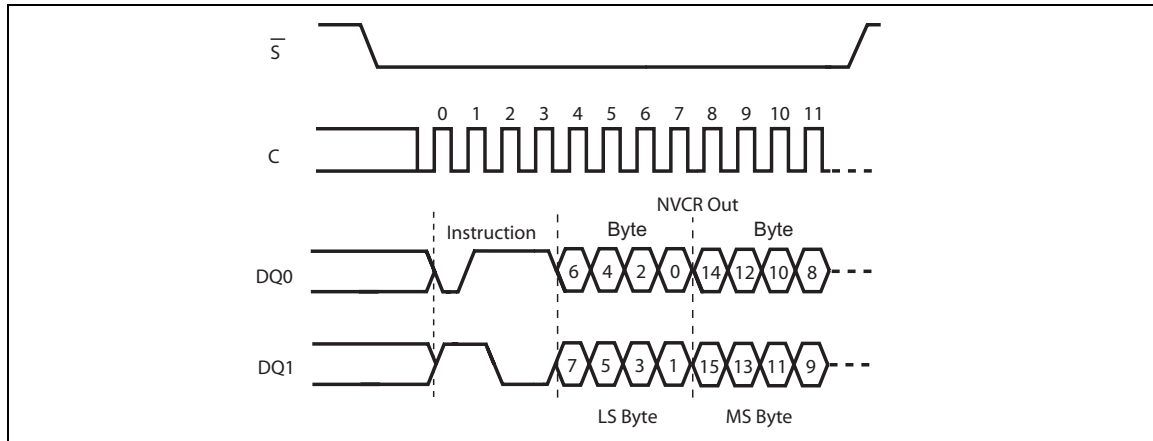 S
0 1 2 3 4 5 6 7 8 9 10 11
C
NVCR Out
Instruction Byte Byte
DQ0 6 4 2 0 14 12 10 8
DQ1 7 5 3 1 15 13 11 9
LS Byte MS Byte